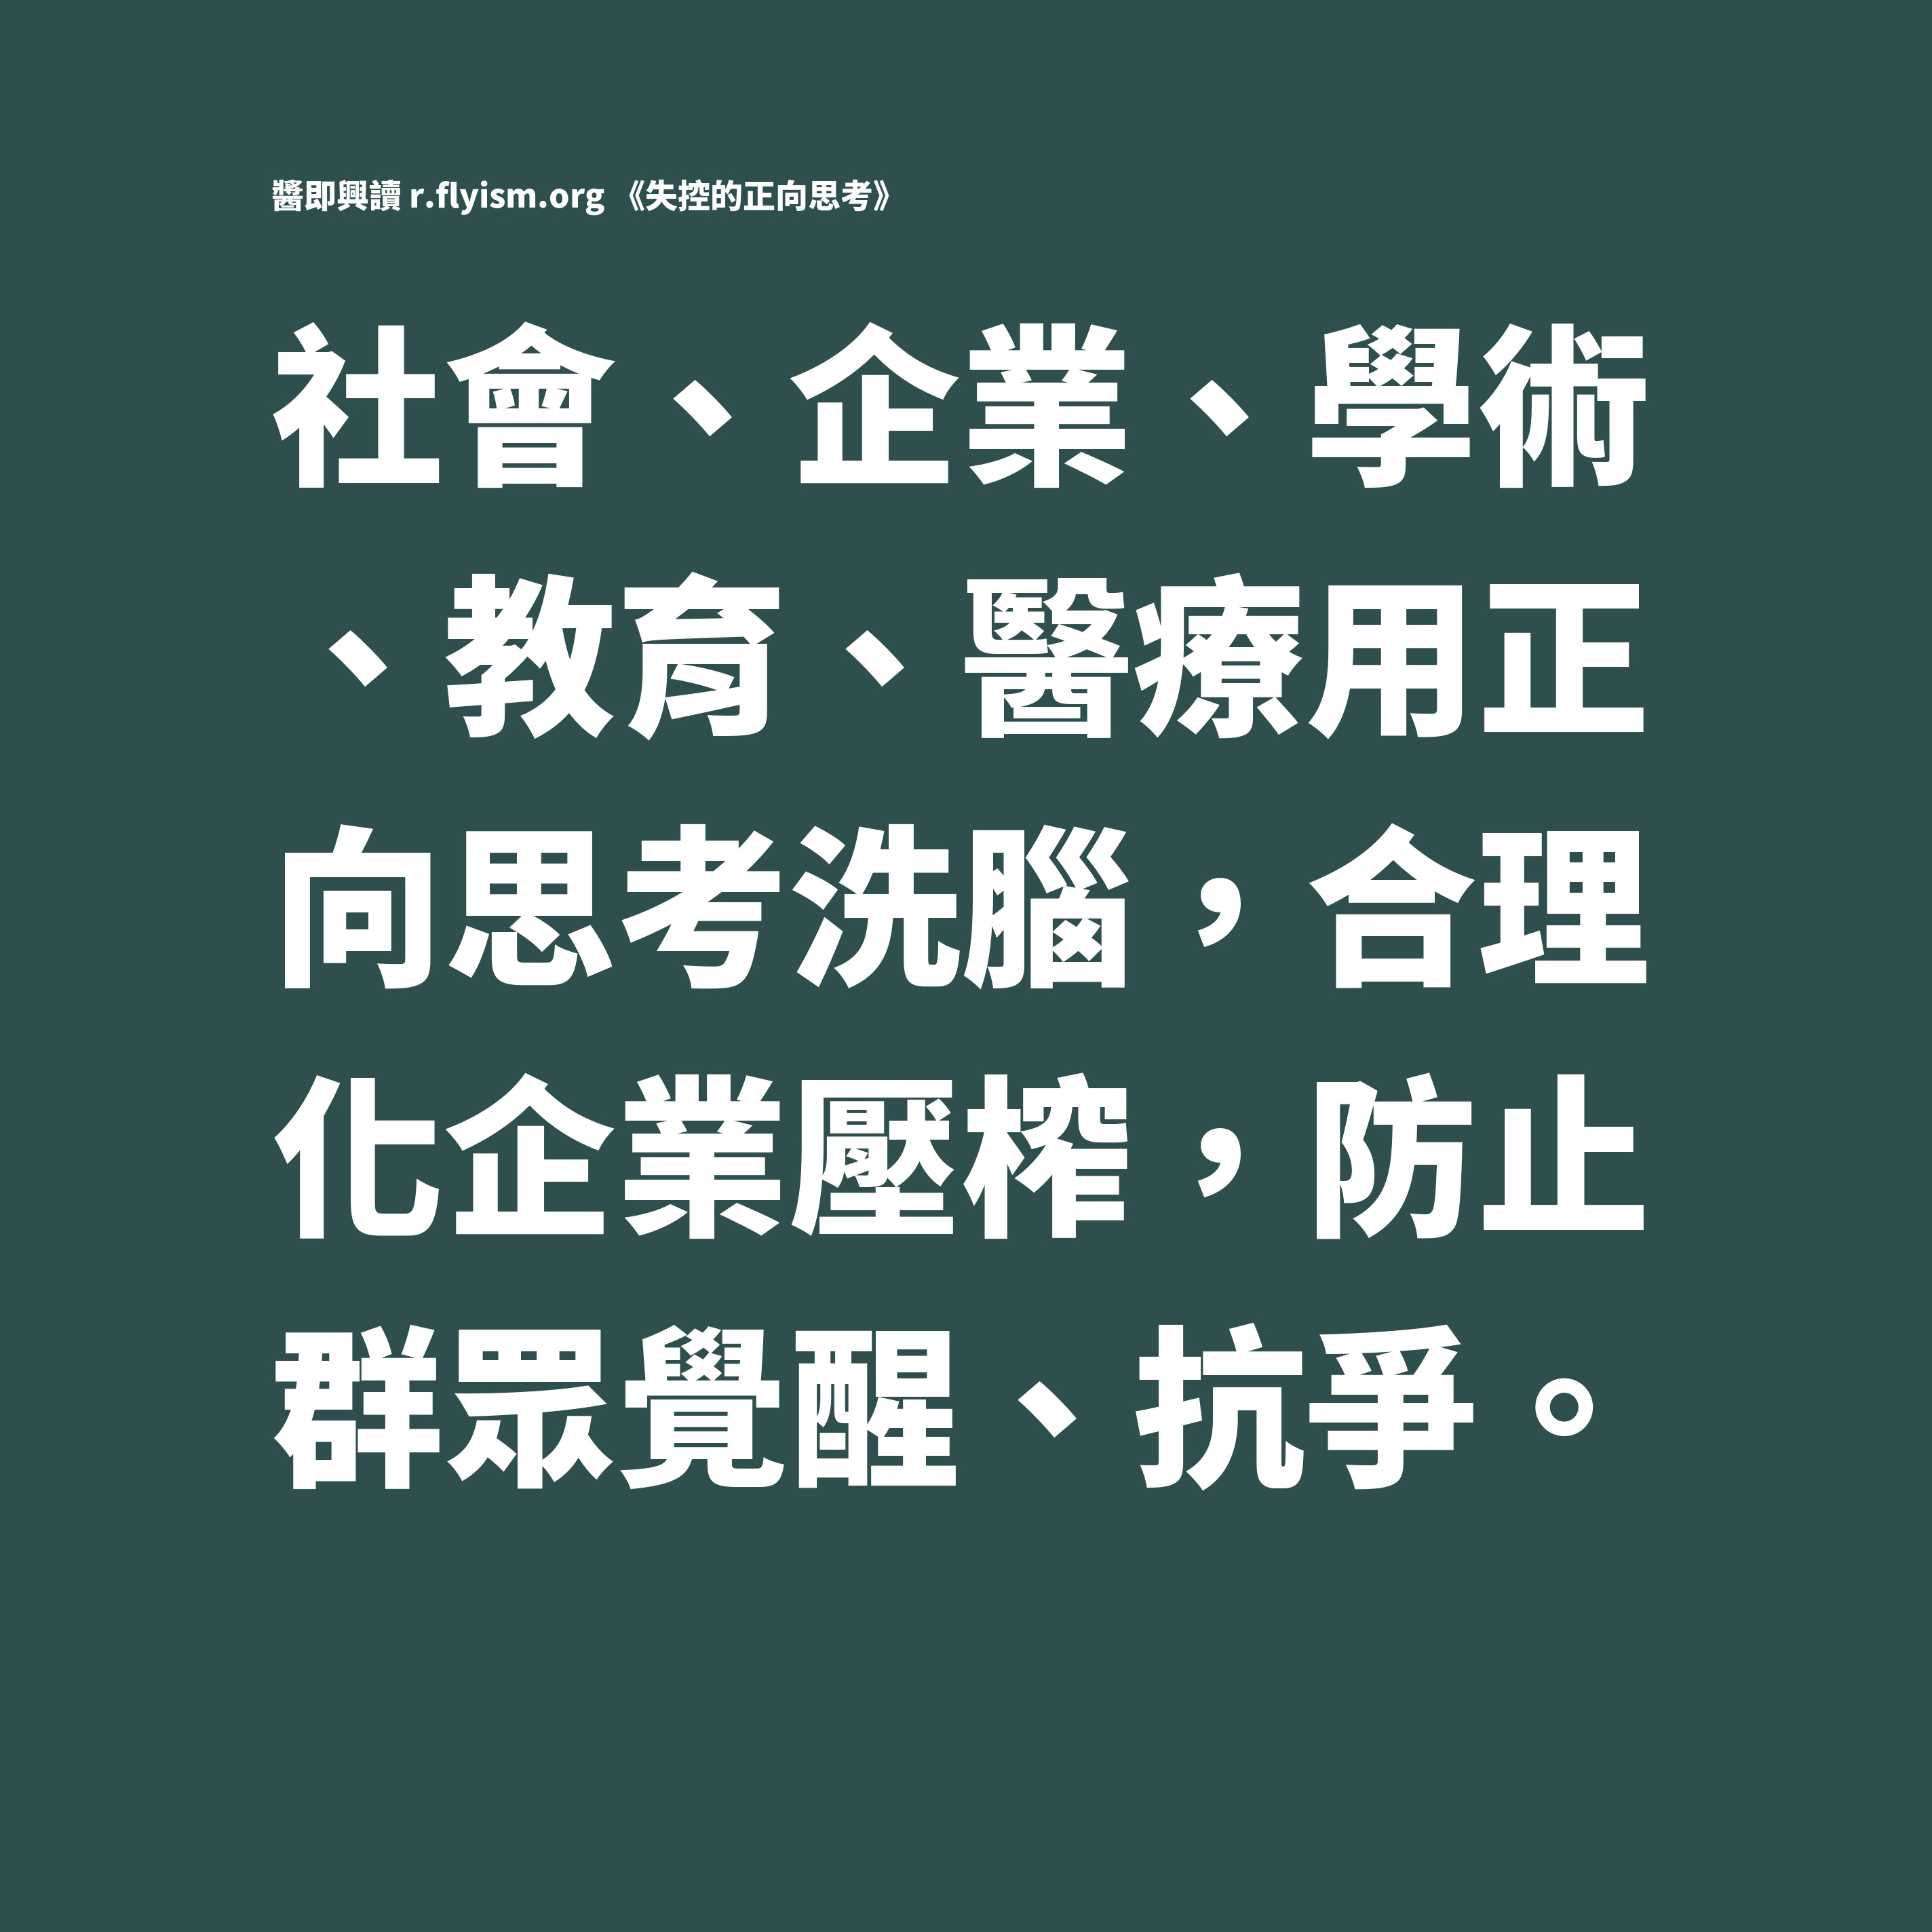 馨閱興讀 r.flyism.org《失控的正向思考》
社會、企業、學術
、教育、醫療用正
向思考洗腦,合理
化企業壓榨,防止
群眾覺醒、抗爭。